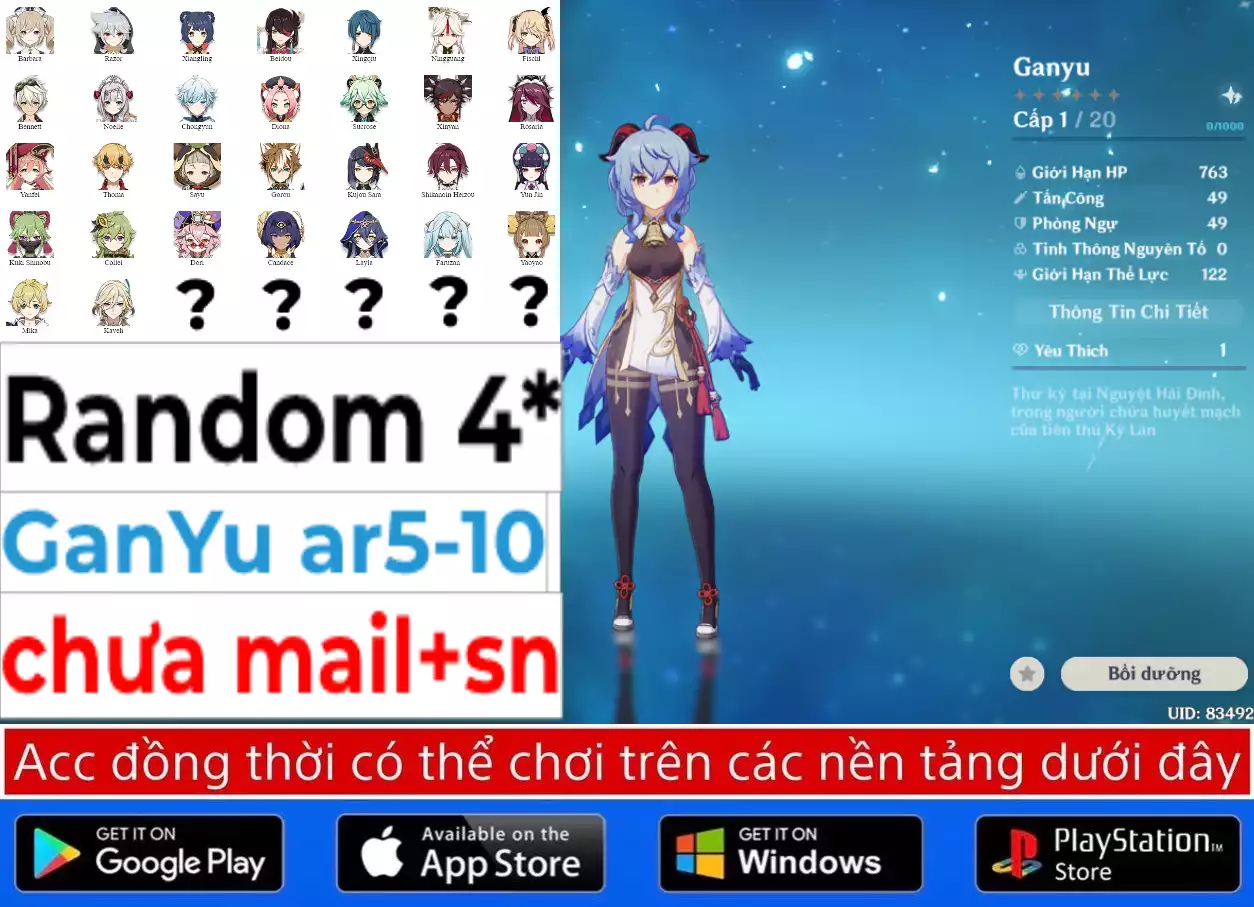 Barbara Razor Xiangling Beidou Xingqiu Ningguang Fischl
Bennett Noelle Chongyun Diona Sucrose Xinyan Rosaria
Yanfei Thoma Sayu Gorou Kujou Sara Shikanoin Heizou Yun Jin
Kuki Shinobu Collei Dori Candace Layla Faruzan Yaoyao
Mika Kaveh ? ? ? ? ?
Random 4*
GanYu ar5-10
chưa mail+sn
Ganyu
Cấp 1 / 20
0/1000
Giới Hạn HP 763
Tấn Công 49
Phòng Ngự 49
Tinh Thông Nguyên Tố 0
Giới Hạn Thể Lực 122
Thông Tin Chi Tiết
Yêu Thích 1
Thư ký tại Nguyệt Hải Đình,
trong người chứa huyết mạch
của tiên thú Kỳ Lân
Bồi dưỡng
UID: 83492
Acc đồng thời có thể chơi trên các nền tảng dưới đây
GET IT ON
Google Play
Available on the
App Store
GET IT ON
Windows
PlayStation™
Store